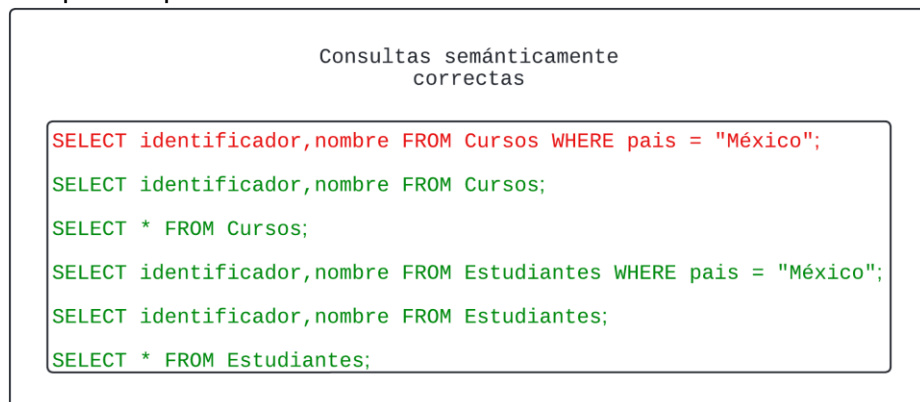 Consultas semánticamente
correctas
SELECT identificador,nombre FROM Cursos WHERE pais = "México";
SELECT identificador,nombre FROM Cursos;
SELECT * FROM Cursos;
SELECT identificador,nombre FROM Estudiantes WHERE pais = "México";
SELECT identificador,nombre FROM Estudiantes;
SELECT * FROM Estudiantes;